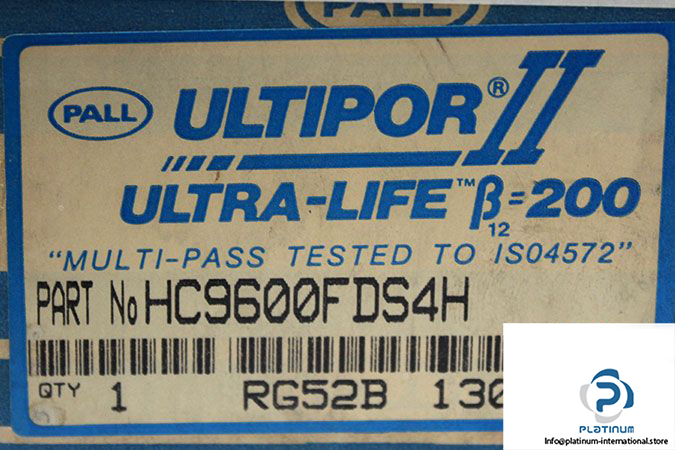 PALL
PALL
ULTIPOR® II
ULTRA-LIFE™ β12=200
"MULTI-PASS TESTED TO ISO4572"
PART No HC9600FDS4H
QTY 1 RG52B 130
PLATINUM
Info@platinum-international.store